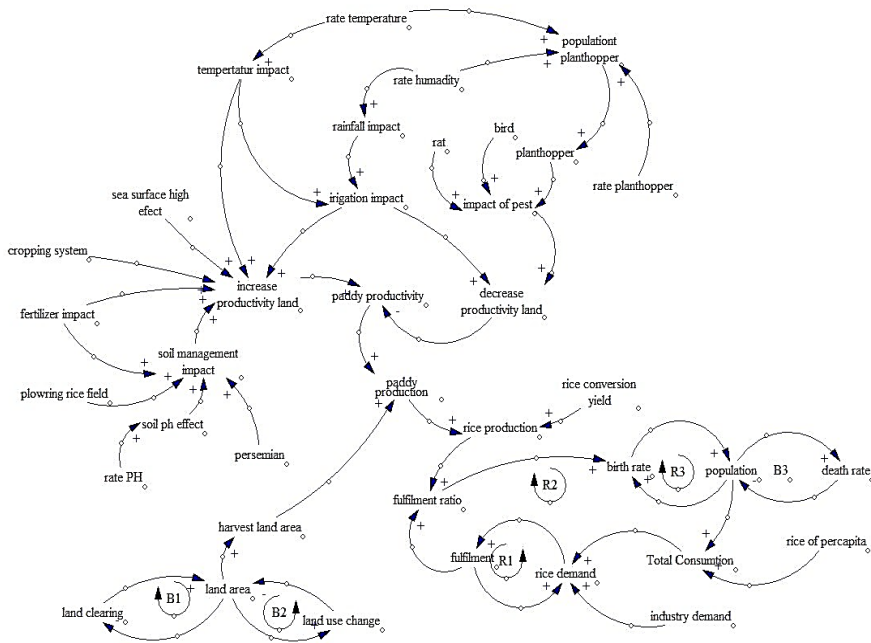 rate temperature
populationt
planthopper
tempertatur impact
rate humadity
rainfall impact
bird
rat
planthopper
rate planthopper
irigation impact
impact of pest
sea surface high
efect
cropping system
increase
productivity land
paddy productivity
decrease
productivity land
fertilizer impact
soil management
impact
plowring rice field
soil ph effect
persemian
rate PH
paddy
production
rice conversion
yield
rice production
birth rate
R3
population
B3
death rate
R2
fulfilment ratio
harvest land area
fulfilment
R1
rice demand
Total Consumtion
rice of percapita
land area
B1
B2
land clearing
land use change
industry demand